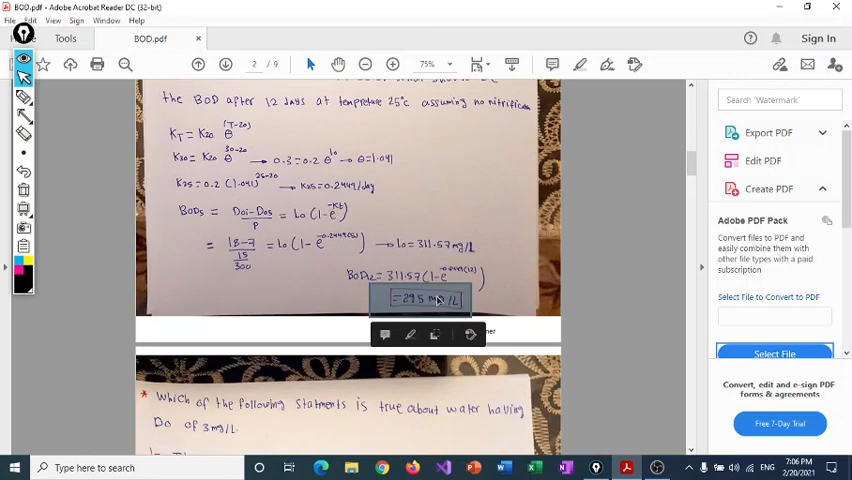 BOD.pdf - Adobe Acrobat Reader DC (32-bit)
File Edit View Sign Window Help
Tools
BOD.pdf
Sign In
2 / 9
75%
the BOD after 12 days at tempreture 25°c assuming no nitrification
KT = K20 θ^(T-20)
K30 = K20 θ^30-20 → 0.3 = 0.2 θ^10 → θ = 1.041
K25 = 0.2 (1.041)^25-20 → K25 = 0.2449/day
BOD5 = Doi-Dos / P = Lo (1-e^-Kt)
= 18-7 / 15/300 = Lo (1- e^-0.2449(5)) → Lo = 311.57 mg/L
BOD12 = 311.57 (1-e^-0.2449(12))
= 295 mg/L
* Which of the following statments is true about water having
Do of 3 mg/L.
Search 'Watermark'
Export PDF
Edit PDF
Create PDF
Adobe PDF Pack
Convert files to PDF and
easily combine them with
other file types with a paid
subscription
Select File to Convert to PDF
Select File
Convert, edit and e-sign PDF
forms & agreements
Free 7-Day Trial
Type here to search
ENG
7:06 PM
2/20/2021